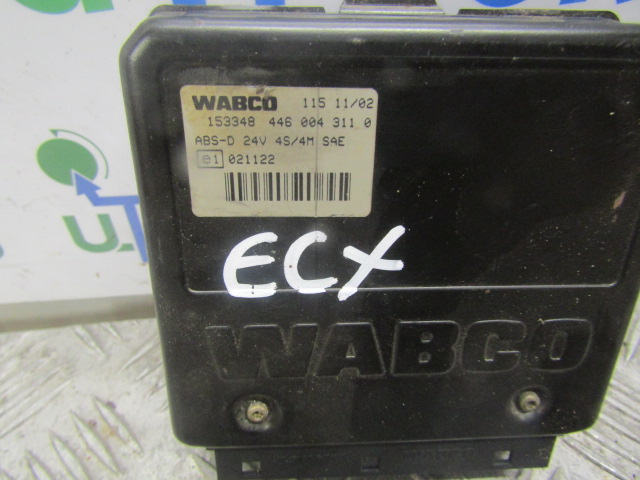 WABCO 115 11/02
153348 446 004 311 0
ABS-D 24V 4S/4M SAE
e1 021122
ECX
WABCO